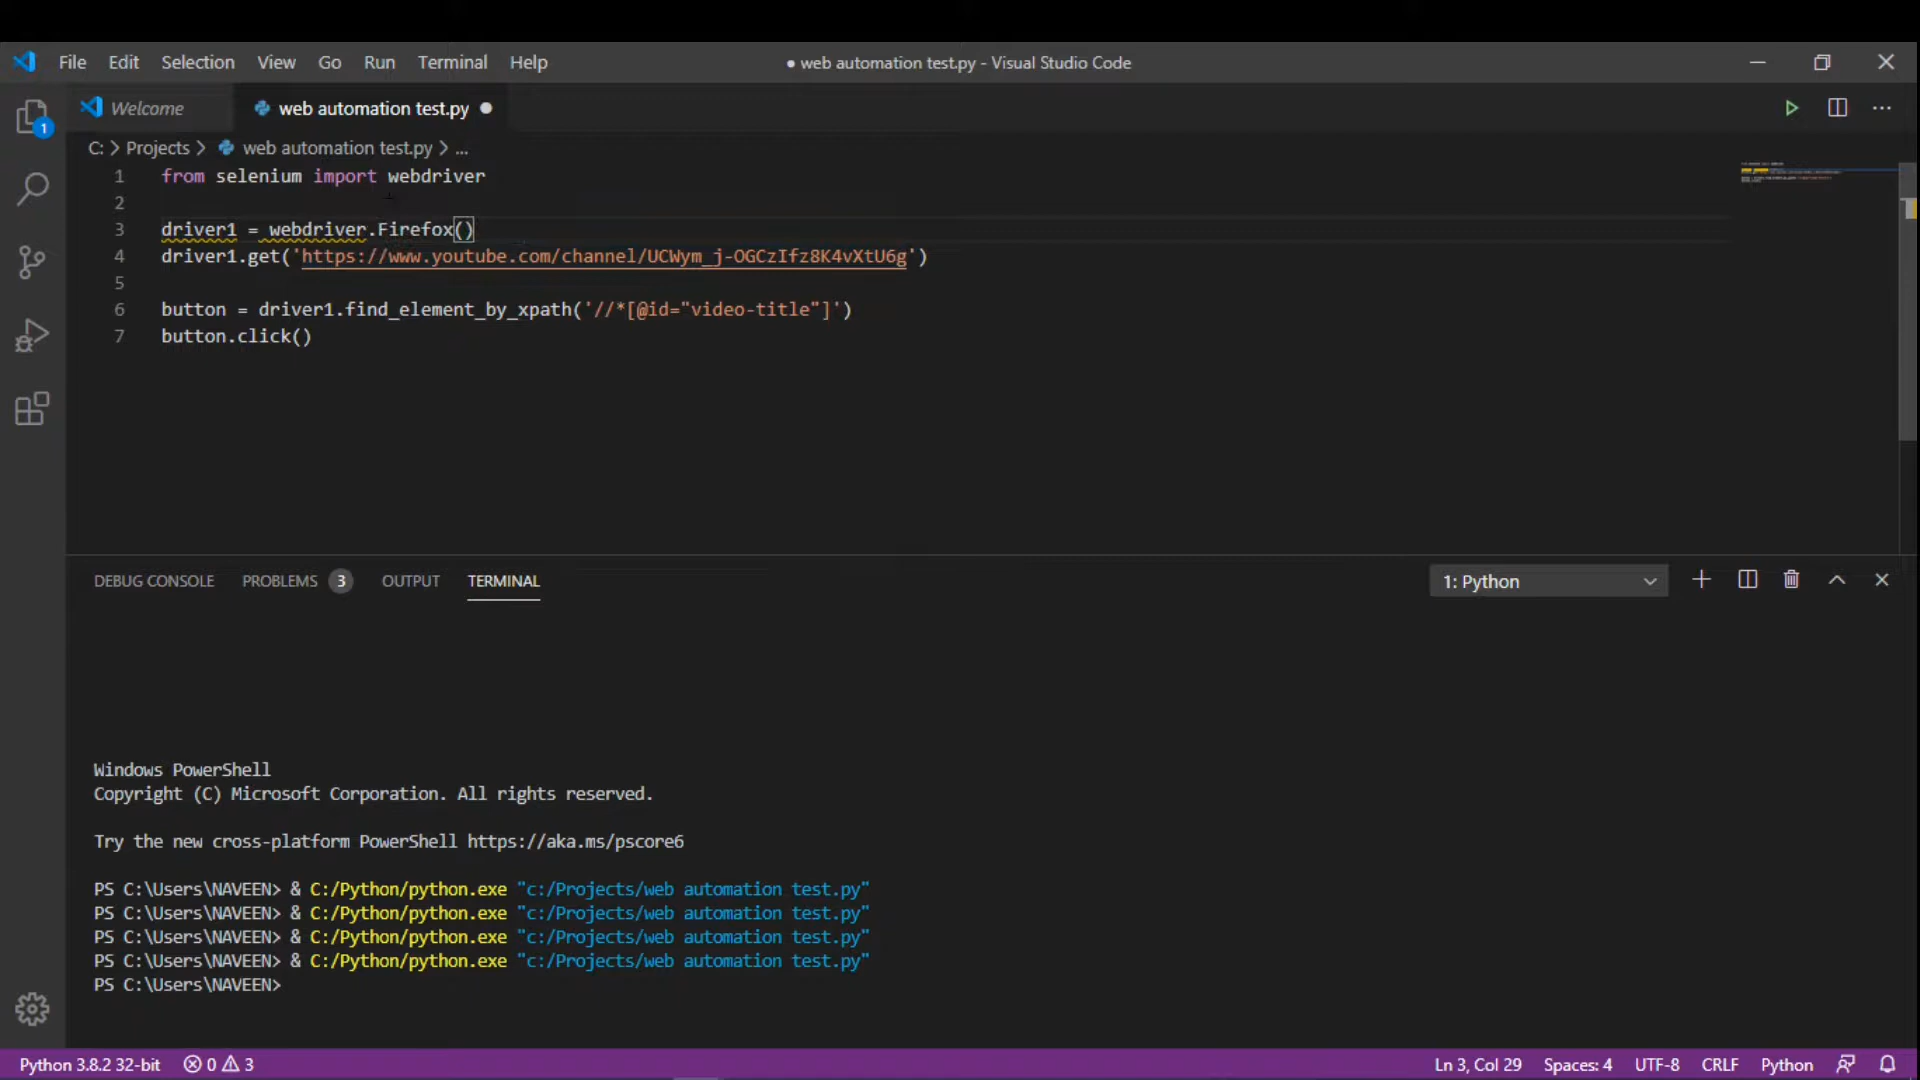 File Edit Selection View Go Run Terminal Help ● web automation test.py - Visual Studio Code
Welcome web automation test.py ●
1
C: > Projects > web automation test.py > ...
1 from selenium import webdriver
2
3 driver1 = webdriver.Firefox()
4 driver1.get('https://www.youtube.com/channel/UCWym_j-OGCzIfz8K4vXtU6g')
5
6 button = driver1.find_element_by_xpath('//*[@id="video-title"]')
7 button.click()
DEBUG CONSOLE PROBLEMS 3 OUTPUT TERMINAL 1: Python
Windows PowerShell
Copyright (C) Microsoft Corporation. All rights reserved.
Try the new cross-platform PowerShell https://aka.ms/pscore6
PS C:\Users\NAVEEN> & C:/Python/python.exe "c:/Projects/web automation test.py"
PS C:\Users\NAVEEN> & C:/Python/python.exe "c:/Projects/web automation test.py"
PS C:\Users\NAVEEN> & C:/Python/python.exe "c:/Projects/web automation test.py"
PS C:\Users\NAVEEN> & C:/Python/python.exe "c:/Projects/web automation test.py"
PS C:\Users\NAVEEN>
Python 3.8.2 32-bit 0 3 Ln 3, Col 29 Spaces: 4 UTF-8 CRLF Python